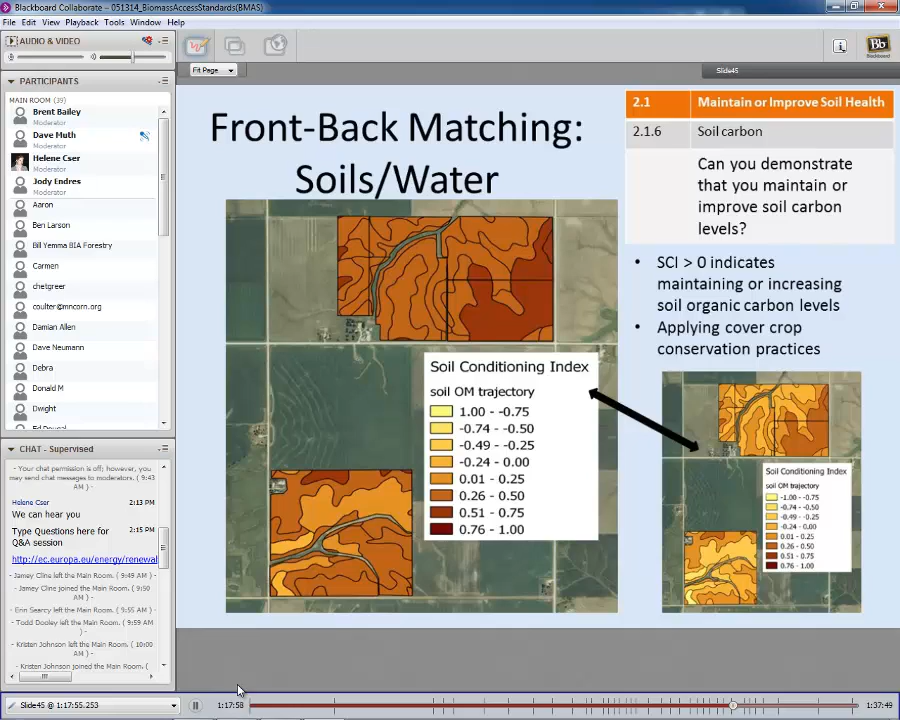 Blackboard Collaborate – 051314_BiomassAccessStandards(BMAS)
File Edit View Playback Tools Window Help
AUDIO & VIDEO
PARTICIPANTS
MAIN ROOM (39)
Brent Bailey
Moderator
Dave Muth
Moderator
Helene Cser
Moderator
Jody Endres
Moderator
Aaron
Ben Larson
Bill Yemma BIA Forestry
Carmen
chetgreer
coulter@mncorn.org
Damian Allen
Dave Neumann
Debra
Donald M
Dwight
CHAT - Supervised
- Your chat permission is off; however, you
may send chat messages to moderators. (9:43
AM ) -
Helene Cser 2:13 PM
We can hear you
Type Questions here for 2:15 PM
Q&A session
http://ec.europa.eu/energy/renewal
- Jamey Cline left the Main Room. ( 9:49 AM ) -
- Jamey Cline joined the Main Room. ( 9:50
AM ) -
- Erin Searcy left the Main Room. ( 9:55 AM ) -
- Todd Dooley left the Main Room. ( 9:59
AM ) -
- Kristen Johnson left the Main Room. ( 10:00
AM ) -
- Kristen Johnson joined the Main Room. (
Fit Page
Slide45
Bb
Blackboard
Front-Back Matching:
Soils/Water
2.1 Maintain or Improve Soil Health
2.1.6 Soil carbon
Can you demonstrate
that you maintain or
improve soil carbon
levels?
• SCI > 0 indicates
maintaining or increasing
soil organic carbon levels
• Applying cover crop
conservation practices
Soil Conditioning Index
soil OM trajectory
1.00 - -0.75
-0.74 - -0.50
-0.49 - -0.25
-0.24 - 0.00
0.01 - 0.25
0.26 - 0.50
0.51 - 0.75
0.76 - 1.00
Soil Conditioning Index
soil OM trajectory
-1.00 - -0.75
-0.74 - -0.50
-0.49 - -0.25
-0.24 - 0.00
0.01 - 0.25
0.26 - 0.50
0.51 - 0.75
0.76 - 1.00
Slide45 @ 1:17:55.253
1:17:58
1:37:49